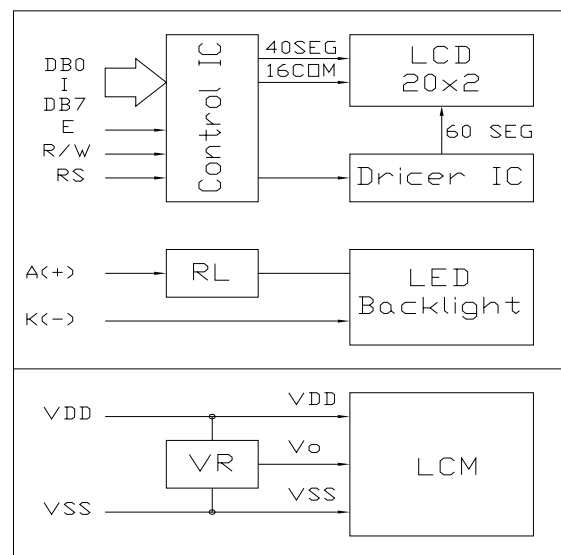 DB0
I
DB7
E
R/W
RS
Control IC
40SEG
16COM
LCD
20x2
60 SEG
Dricer IC
A(+)
K(-)
RL
LED
Backlight
VDD
VSS
VR
VDD
Vo
VSS
LCM